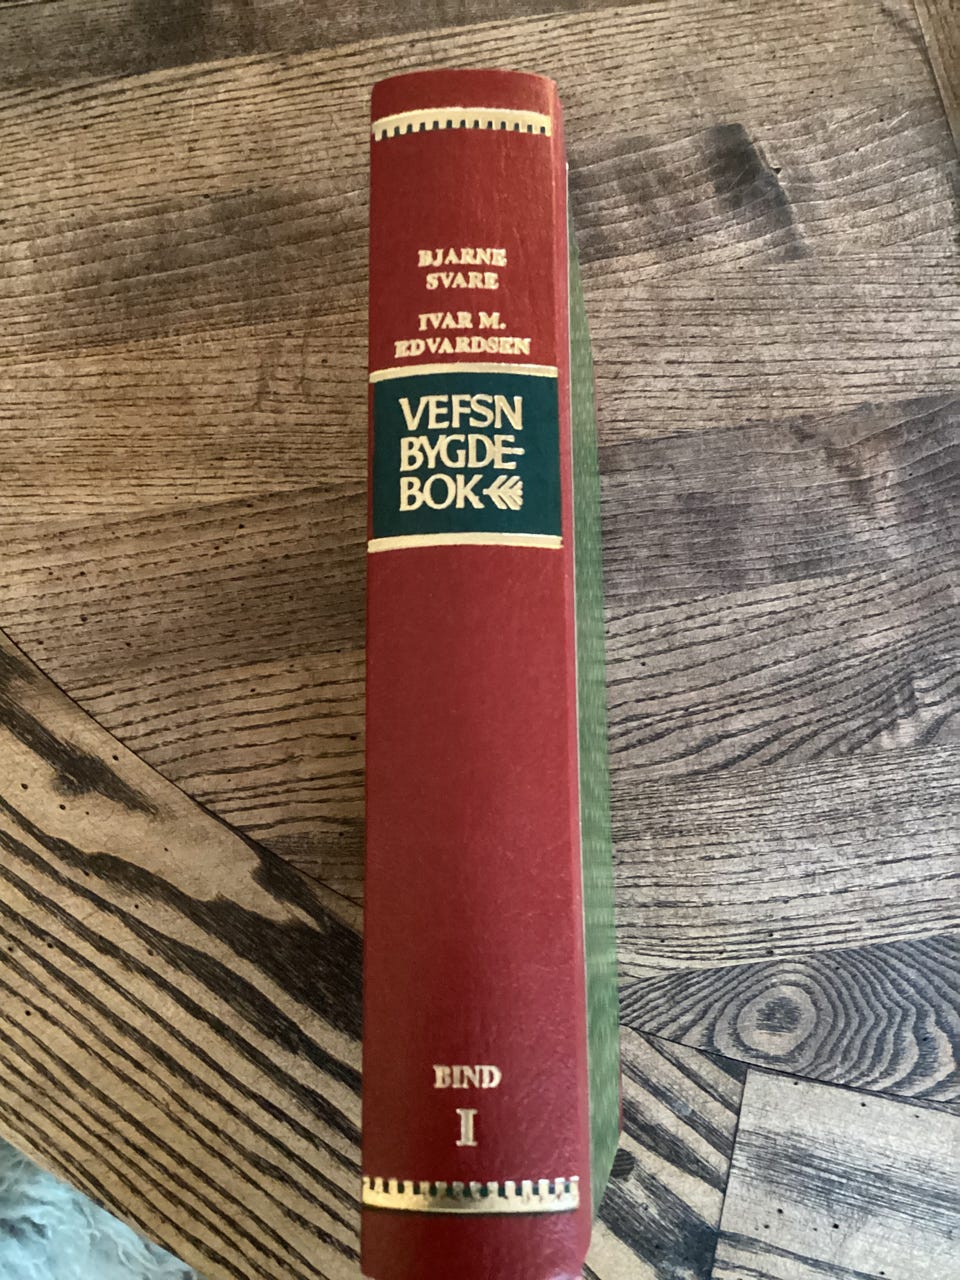 BJARNE
SVARE
IVAR M.
EDVARDSEN
VEFSN
BYGDE-
BOK
BIND
I